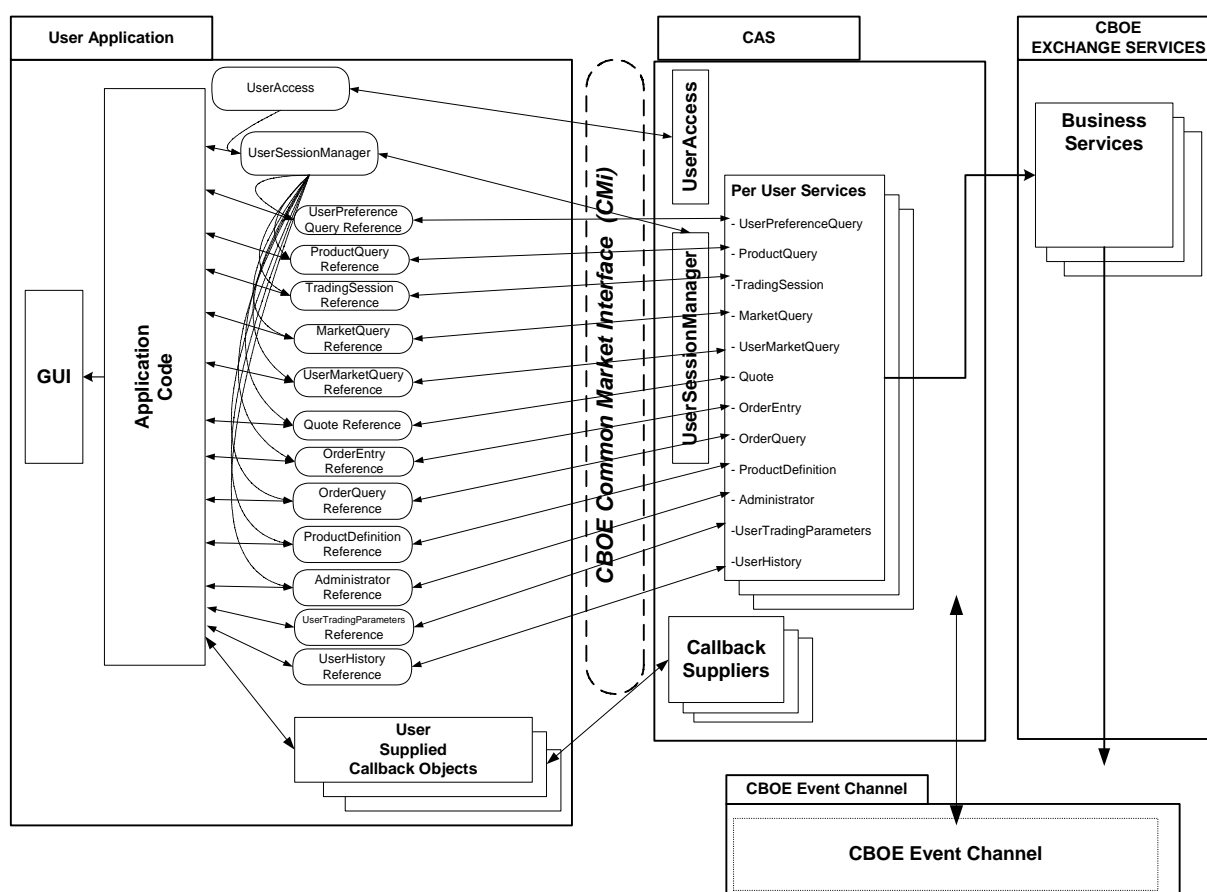 User Application
CAS
CBOE
EXCHANGE SERVICES
UserAccess
UserSessionManager
UserPreference
Query Reference
ProductQuery
Reference
TradingSession
Reference
MarketQuery
Reference
UserMarketQuery
Reference
Quote Reference
OrderEntry
Reference
OrderQuery
Reference
ProductDefinition
Reference
Administrator
Reference
UserTradingParameters
Reference
UserHistory
Reference
GUI
Application
Code
User
Supplied
Callback Objects
CBOE Common Market Interface (CMi)
UserAccess
UserSessionManager
Per User Services
- UserPreferenceQuery
- ProductQuery
-TradingSession
- MarketQuery
- UserMarketQuery
- Quote
- OrderEntry
- OrderQuery
- ProductDefinition
- Administrator
-UserTradingParameters
-UserHistory
Callback
Suppliers
Business
Services
CBOE Event Channel
CBOE Event Channel